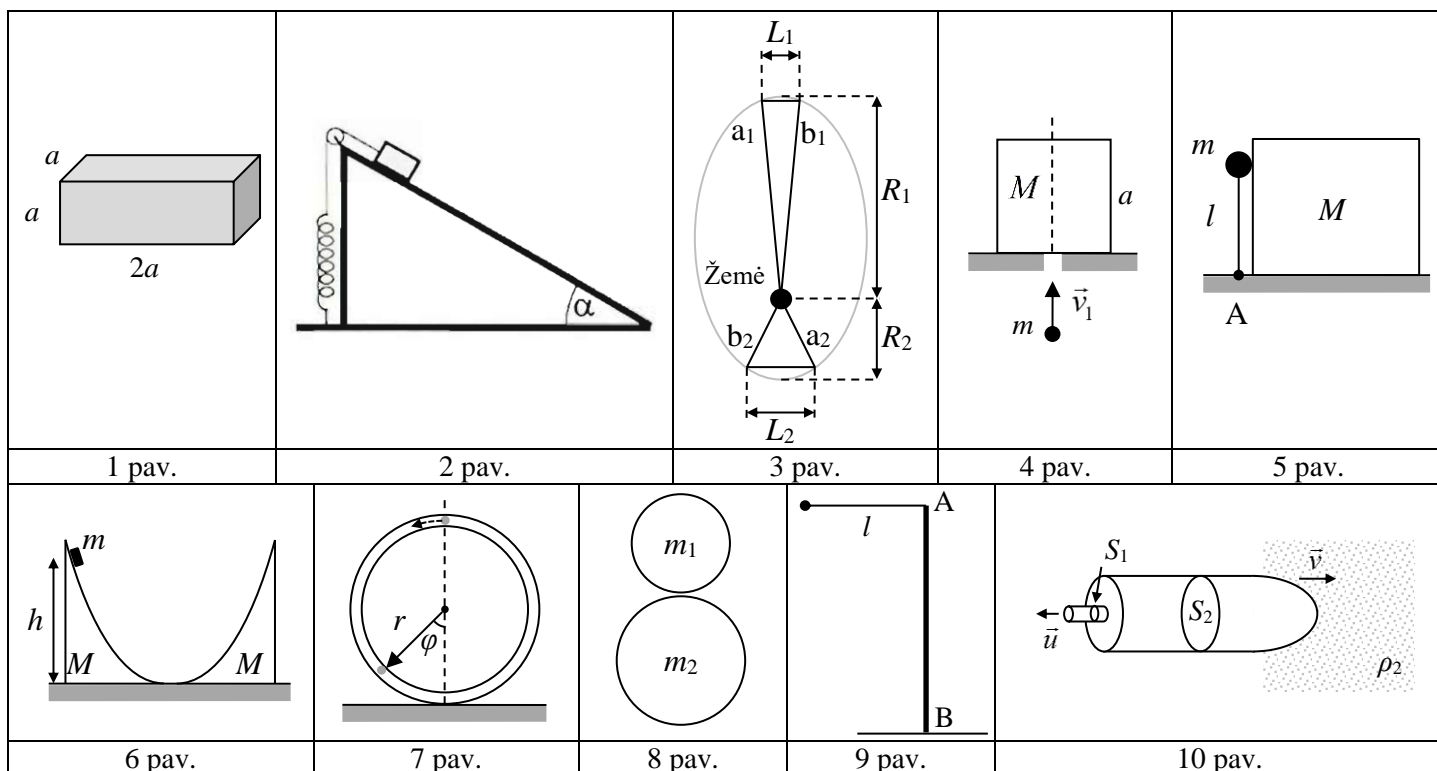 a
a
2a
1 pav.
α
2 pav.
L1
a1
b1
R1
Žemė
b2
a2
R2
L2
3 pav.
M
a
v⃗1
m
4 pav.
m
l
M
A
5 pav.
m
h
M
M
6 pav.
r
φ
7 pav.
m1
m2
8 pav.
A
l
B
9 pav.
S1
v⃗
S2
u⃗
ρ2
10 pav.